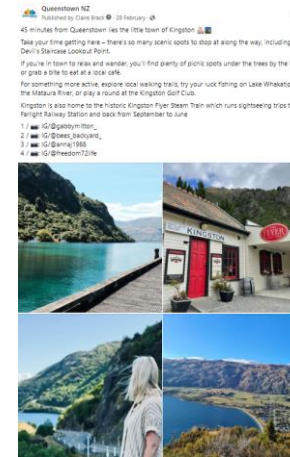 Queenstown NZ
Published by Claire Black · 28 February ·
45 minutes from Queenstown lies the little town of Kingston
Take your time getting here – there's so many scenic spots to stop at along the way, including
Devil's Staircase Lookout Point.
If you're in town to relax and wander, you'll find plenty of picnic spots under the trees by the
or grab a bite to eat at a local café.
For something more active, explore local walking trails, try your luck fishing on Lake Whakatip
the Mataura River, or play a round at the Kingston Golf Club.
Kingston is also home to the historic Kingston Flyer Steam Train which runs sightseeing trips t
Fairlight Railway Station and back from September to June
1 / 📷: IG/@gabbymitton_
2 / 📷: IG/@bees_backyard_
3 / 📷: IG/@annaj1988
4 / 📷: IG/@freedom72life
KINGSTON
FLYER